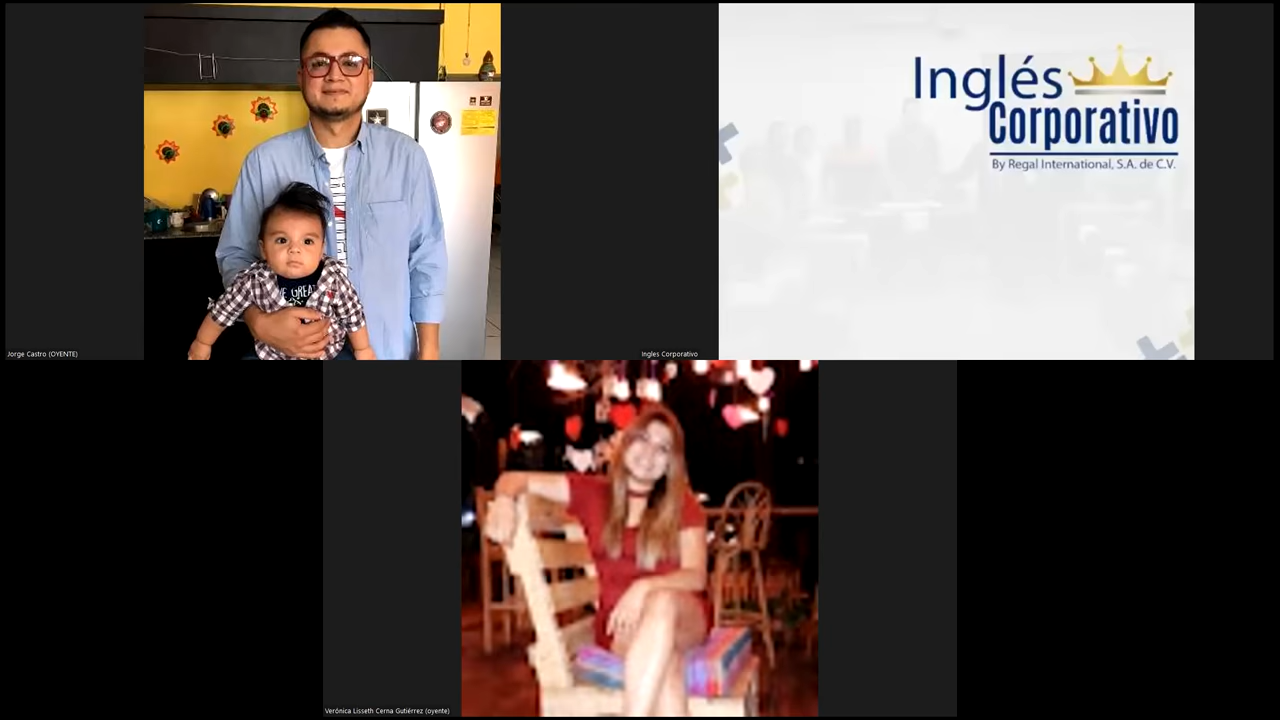 Inglés
Corporativo
By Regal International, S.A. de C.V.
Jorge Castro (OYENTE)
Ingles Corporativo
Verónica Lisseth Cerna Gutiérrez (oyente)